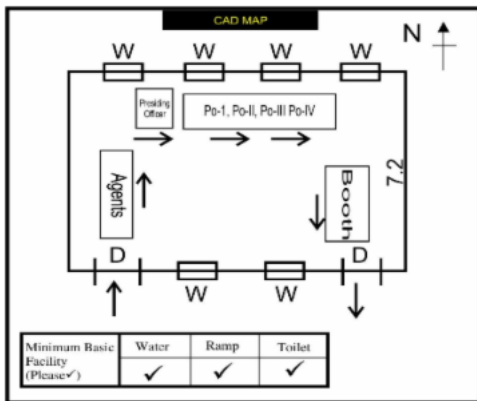 CAD MAP
N
W W W W
Presiding
Officer
Po-1, Po-II, Po-III Po-IV
Agents
Booth
7.2
D
D
W W
Minimum Basic
Facility
(Please✓)
Water Ramp Toilet
✓ ✓ ✓